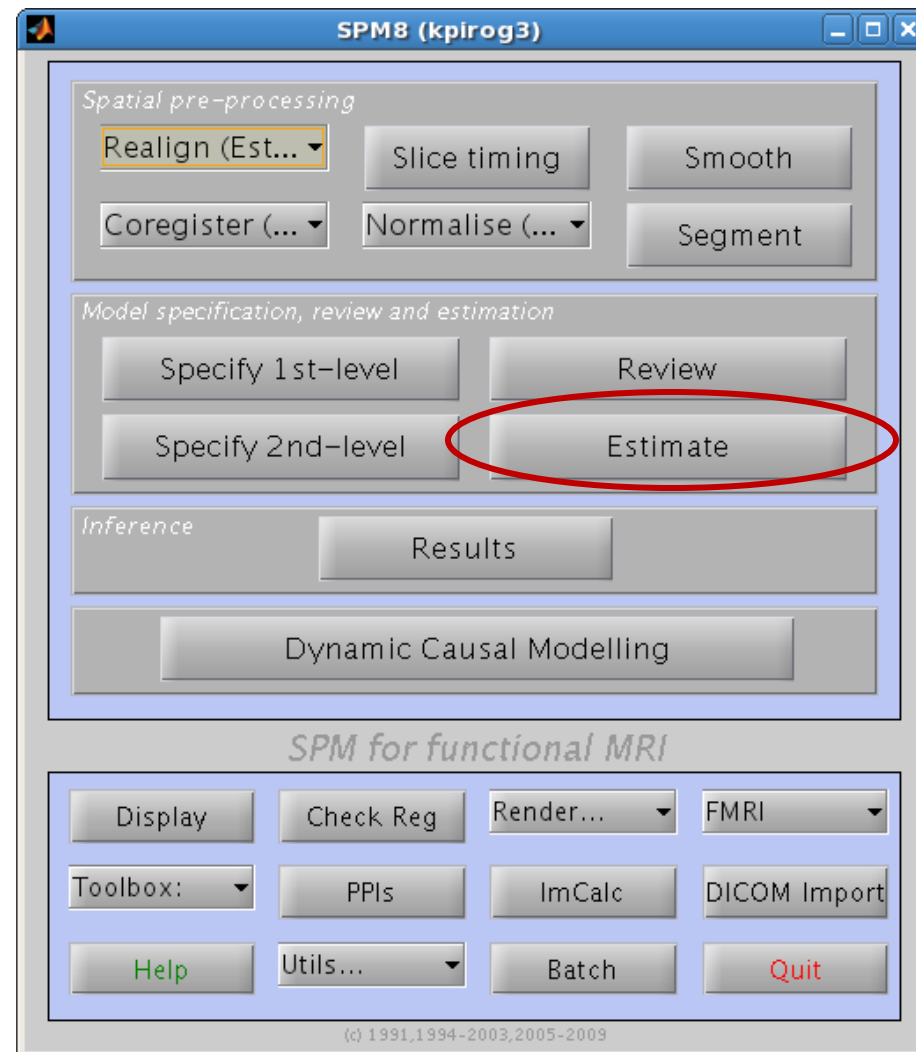 SPM8 (kpirog3)
Spatial pre-processing
Realign (Est...
Slice timing
Smooth
Coregister (...
Normalise (...
Segment
Model specification, review and estimation
Specify 1st-level
Review
Specify 2nd-level
Estimate
Inference
Results
Dynamic Causal Modelling
SPM for functional MRI
Display
Check Reg
Render...
FMRI
Toolbox:
PPIs
ImCalc
DICOM Import
Help
Utils...
Batch
Quit
(c) 1991,1994-2003,2005-2009